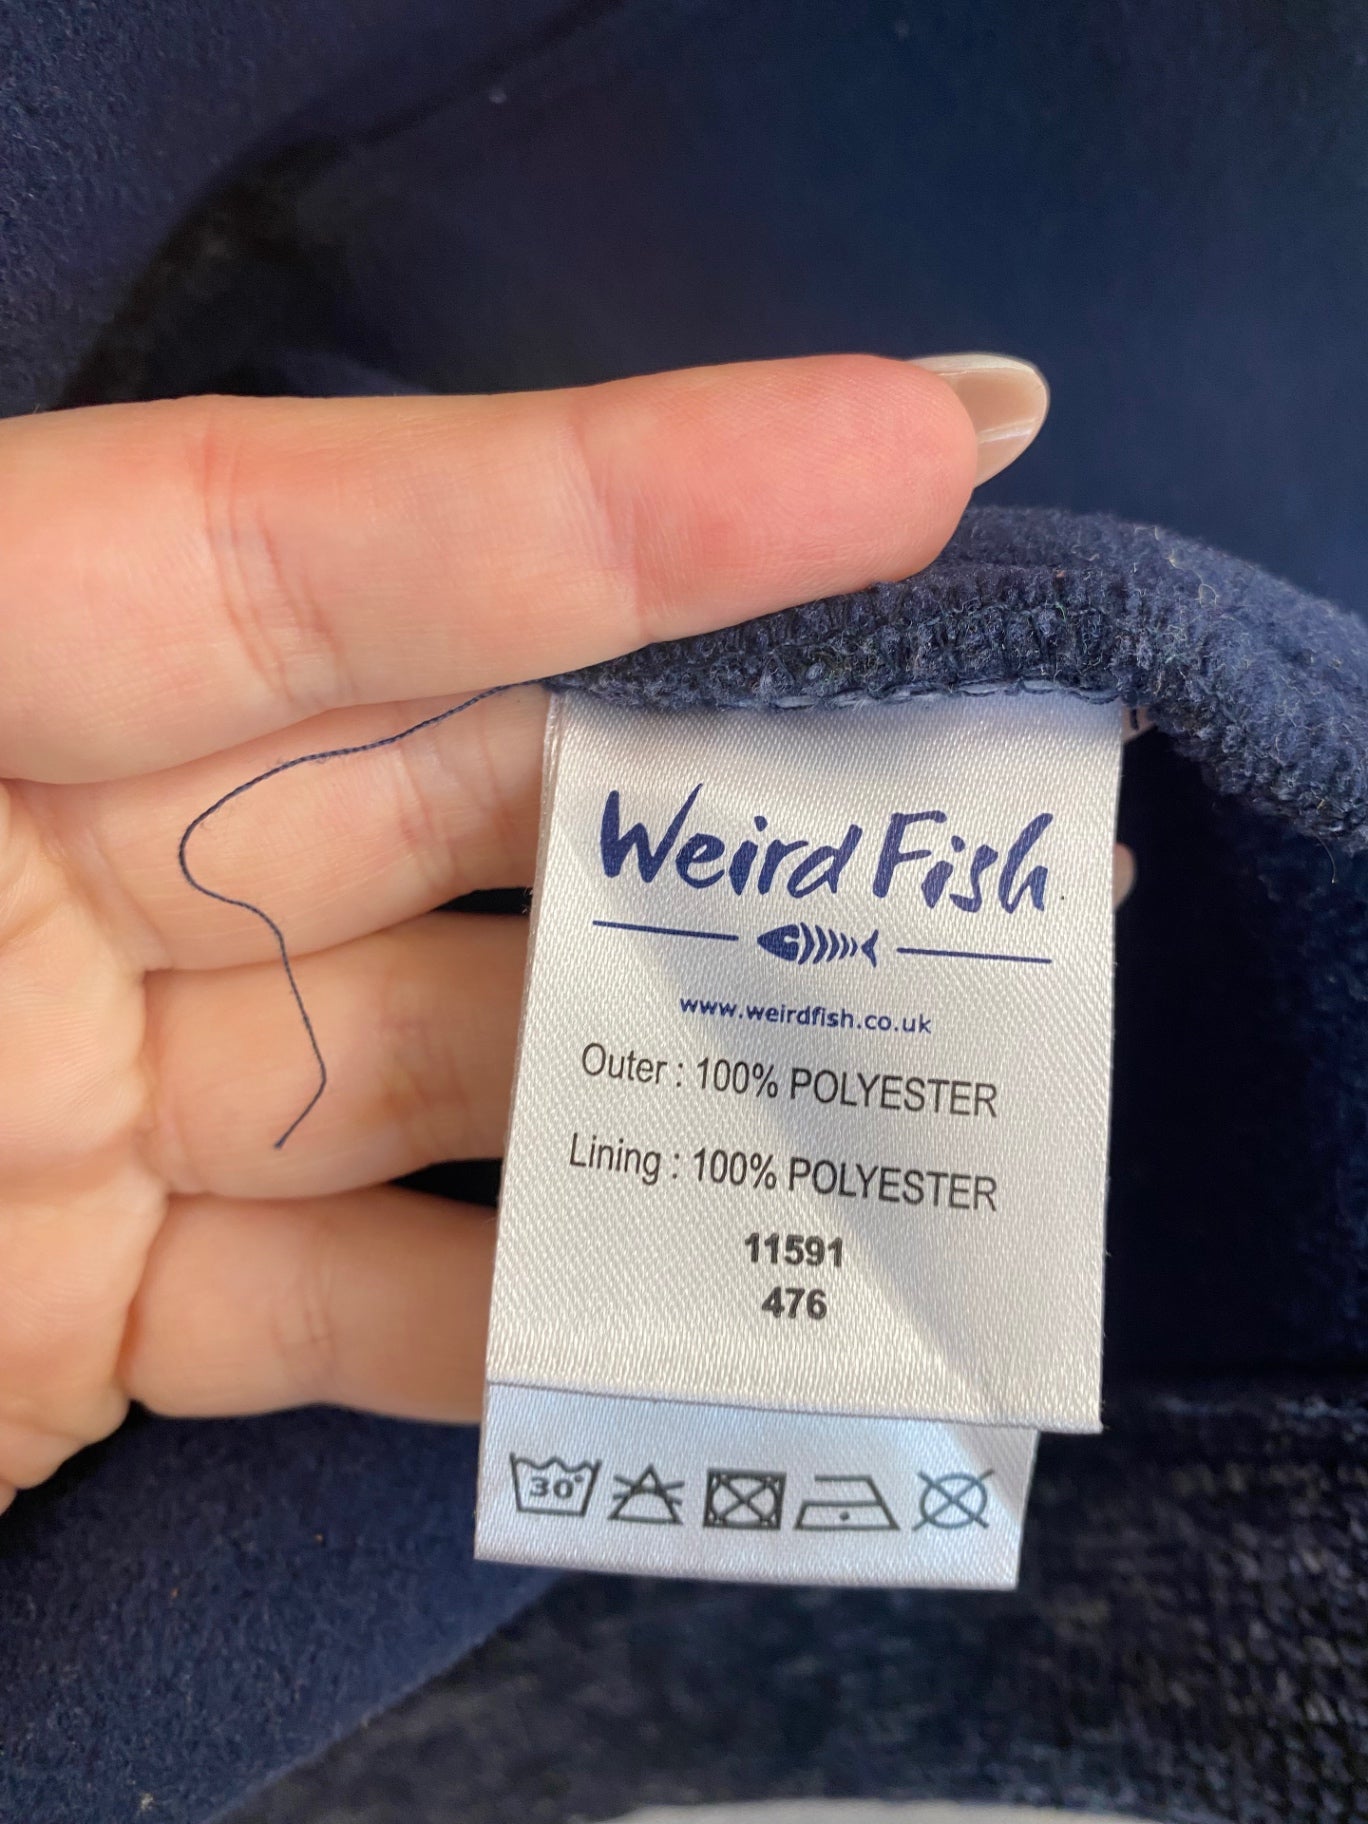 Weird Fish
www.weirdfish.co.uk
Outer : 100% POLYESTER
Lining : 100% POLYESTER
11591
476
30°